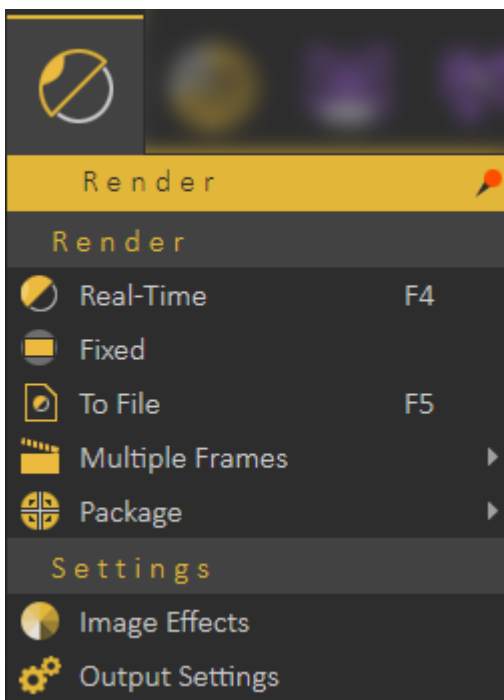 Render
Render
Real-Time F4
Fixed
To File F5
Multiple Frames
Package
Settings
Image Effects
Output Settings